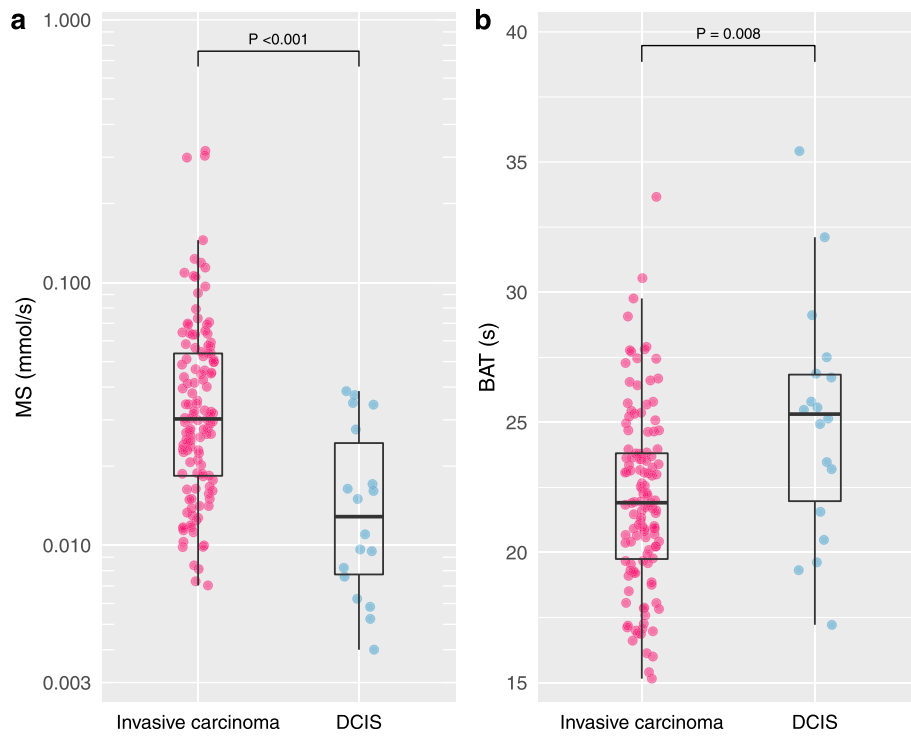 a
1.000
P <0.001
0.100
MS (mmol/s)
0.010
0.003
Invasive carcinoma
DCIS
b
40
P = 0.008
35
30
BAT (s)
25
20
15
Invasive carcinoma
DCIS